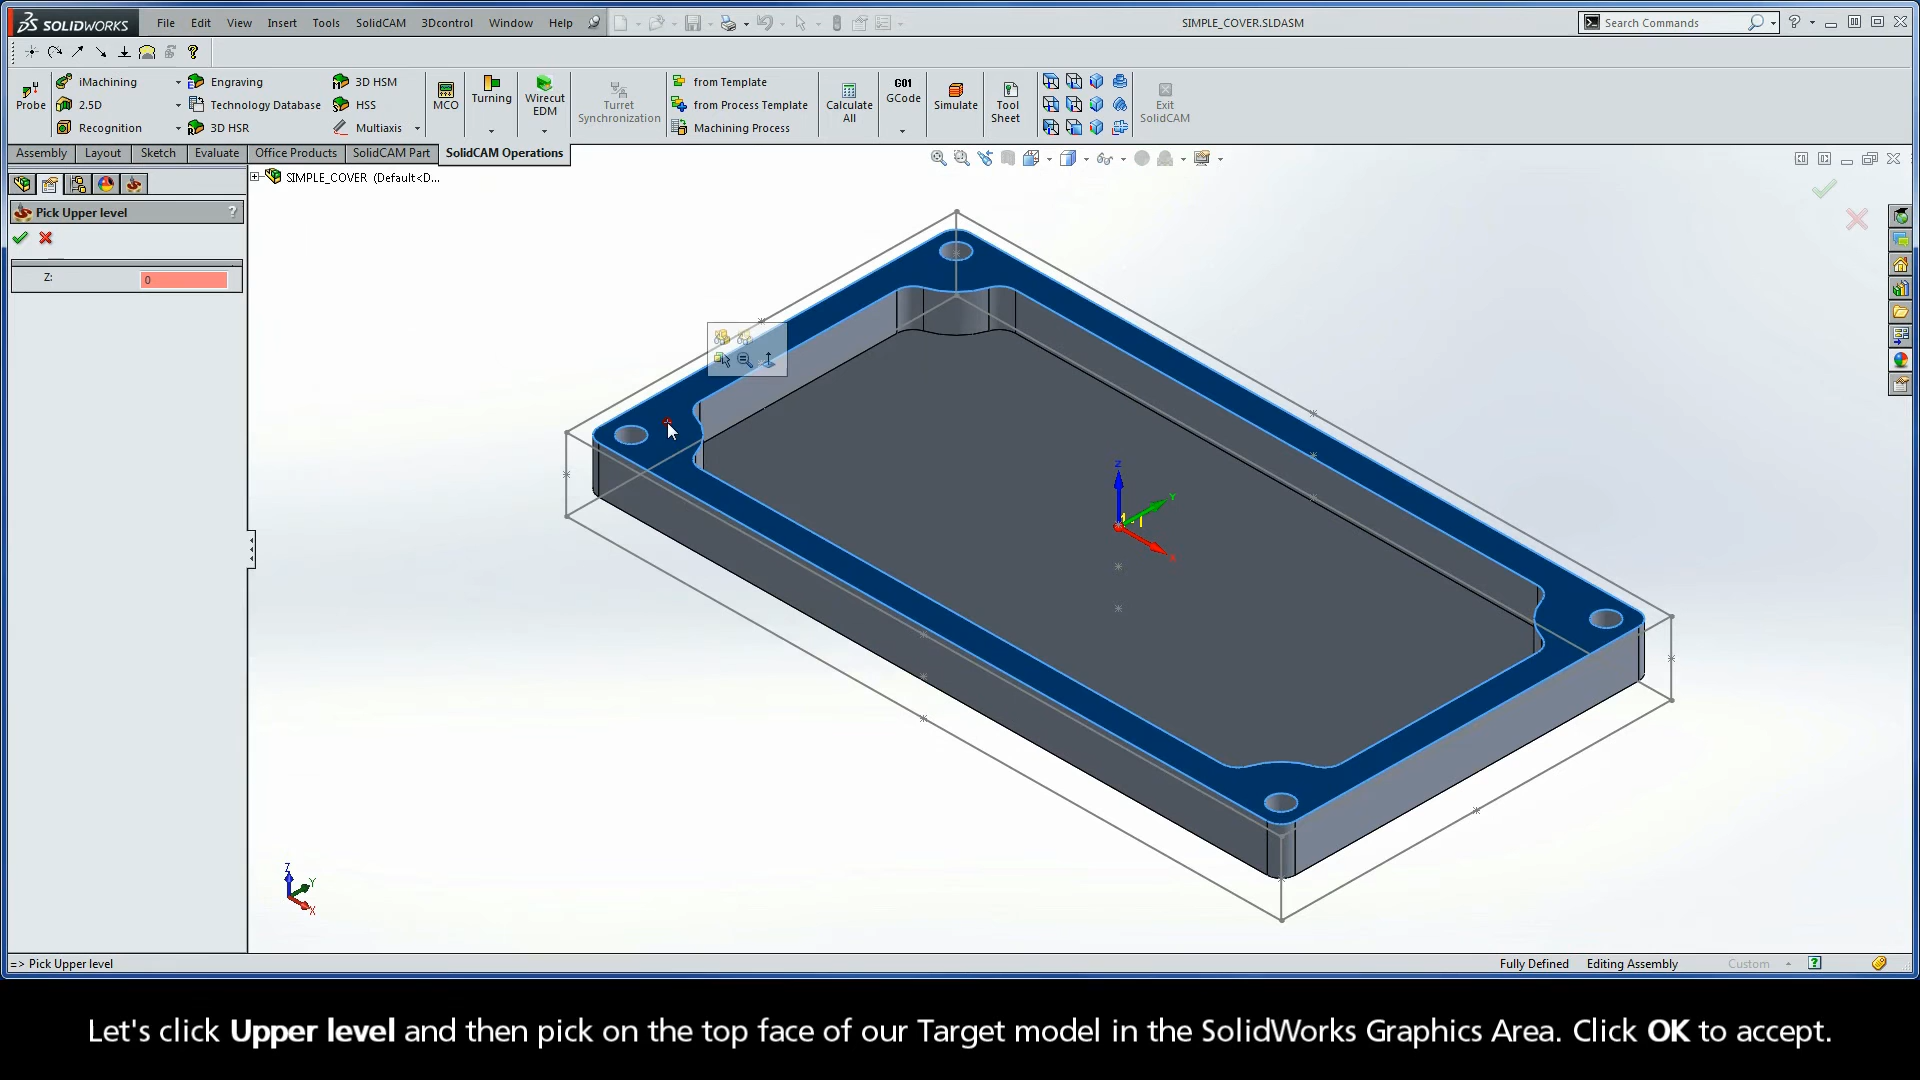 SOLIDWORKS File Edit View Insert Tools SolidCAM 3Dcontrol Window Help SIMPLE_COVER.SLDASM Search Commands
Probe
iMachining
2.5D
Recognition
Engraving
Technology Database
3D HSR
3D HSM
HSS
Multiaxis
MCO
Turning
Wirecut
EDM
Turret
Synchronization
from Template
from Process Template
Machining Process
Calculate
All
G01
GCode
Simulate
Tool
Sheet
Exit
SolidCAM
Assembly Layout Sketch Evaluate Office Products SolidCAM Part SolidCAM Operations
SIMPLE_COVER (Default<D...
Pick Upper level ?
Z: 0
Z
Y
X
Z
Y
X
=> Pick Upper level Fully Defined Editing Assembly Custom
Let's click Upper level and then pick on the top face of our Target model in the SolidWorks Graphics Area. Click OK to accept.